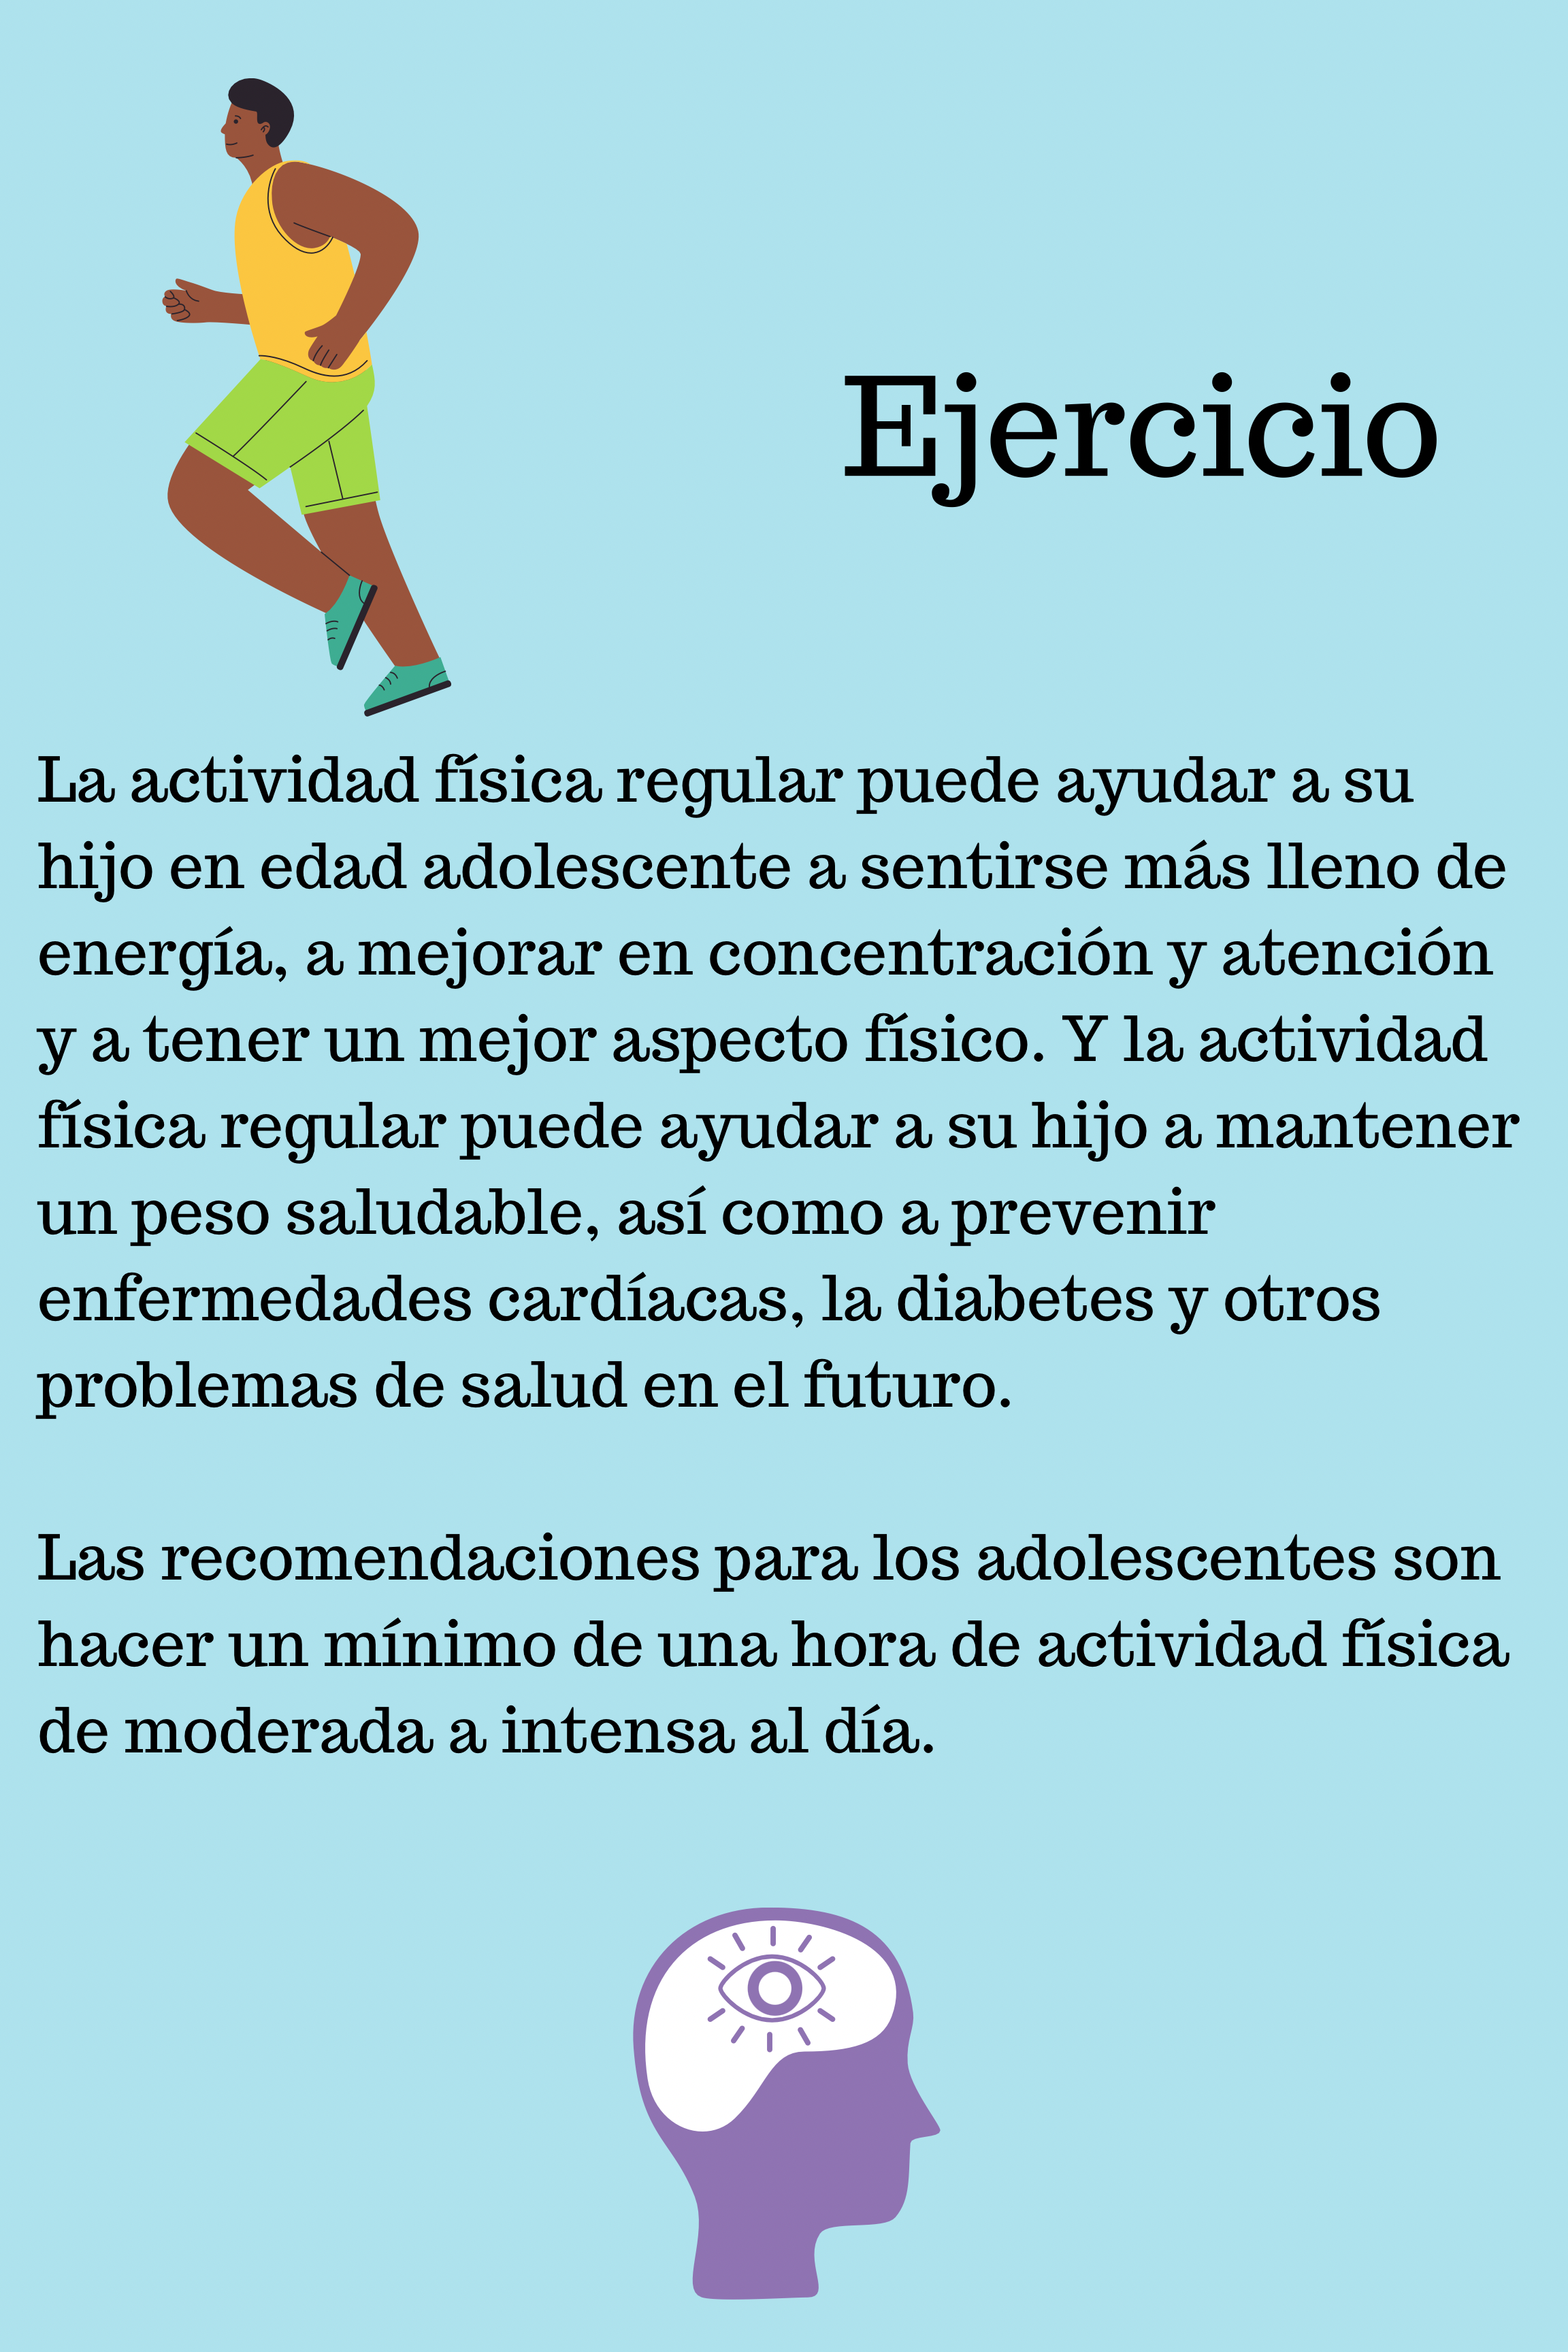 Ejercicio
La actividad física regular puede ayudar a su
hijo en edad adolescente a sentirse más lleno de
energía, a mejorar en concentración y atención
y a tener un mejor aspecto físico. Y la actividad
física regular puede ayudar a su hijo a mantener
un peso saludable, así como a prevenir
enfermedades cardíacas, la diabetes y otros
problemas de salud en el futuro.
Las recomendaciones para los adolescentes son
hacer un mínimo de una hora de actividad física
de moderada a intensa al día.